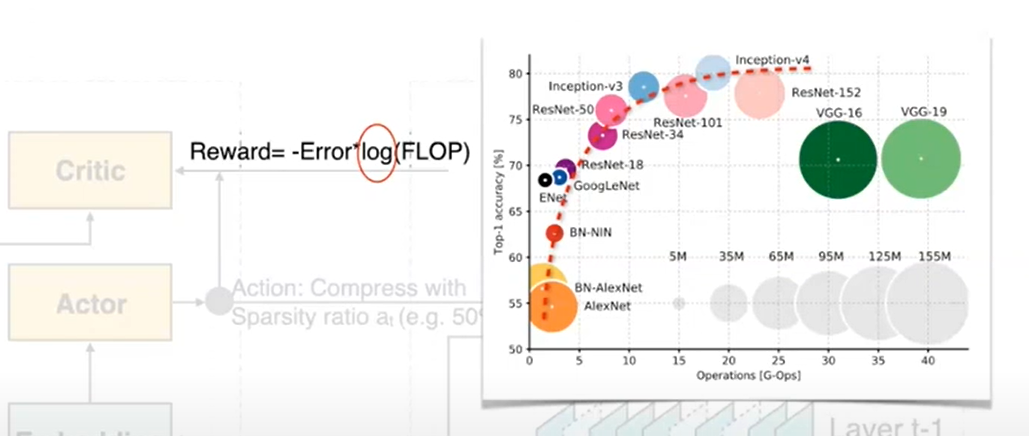 Critic
Reward= -Error*log(FLOP)
Actor
Action: Compress with
Sparsity ratio aₜ (e.g. 50
Layer t-1
Top-1 accuracy [%]
80
75
70
65
60
55
50
0
5
10
15
20
25
30
35
40
Operations [G-Ops]
Inception-v4
Inception-v3
ResNet-152
ResNet-50
ResNet-101
VGG-16
VGG-19
ResNet-34
ResNet-18
GoogLeNet
ENet
BN-NIN
5M
35M
65M
95M
125M
155M
BN-AlexNet
AlexNet